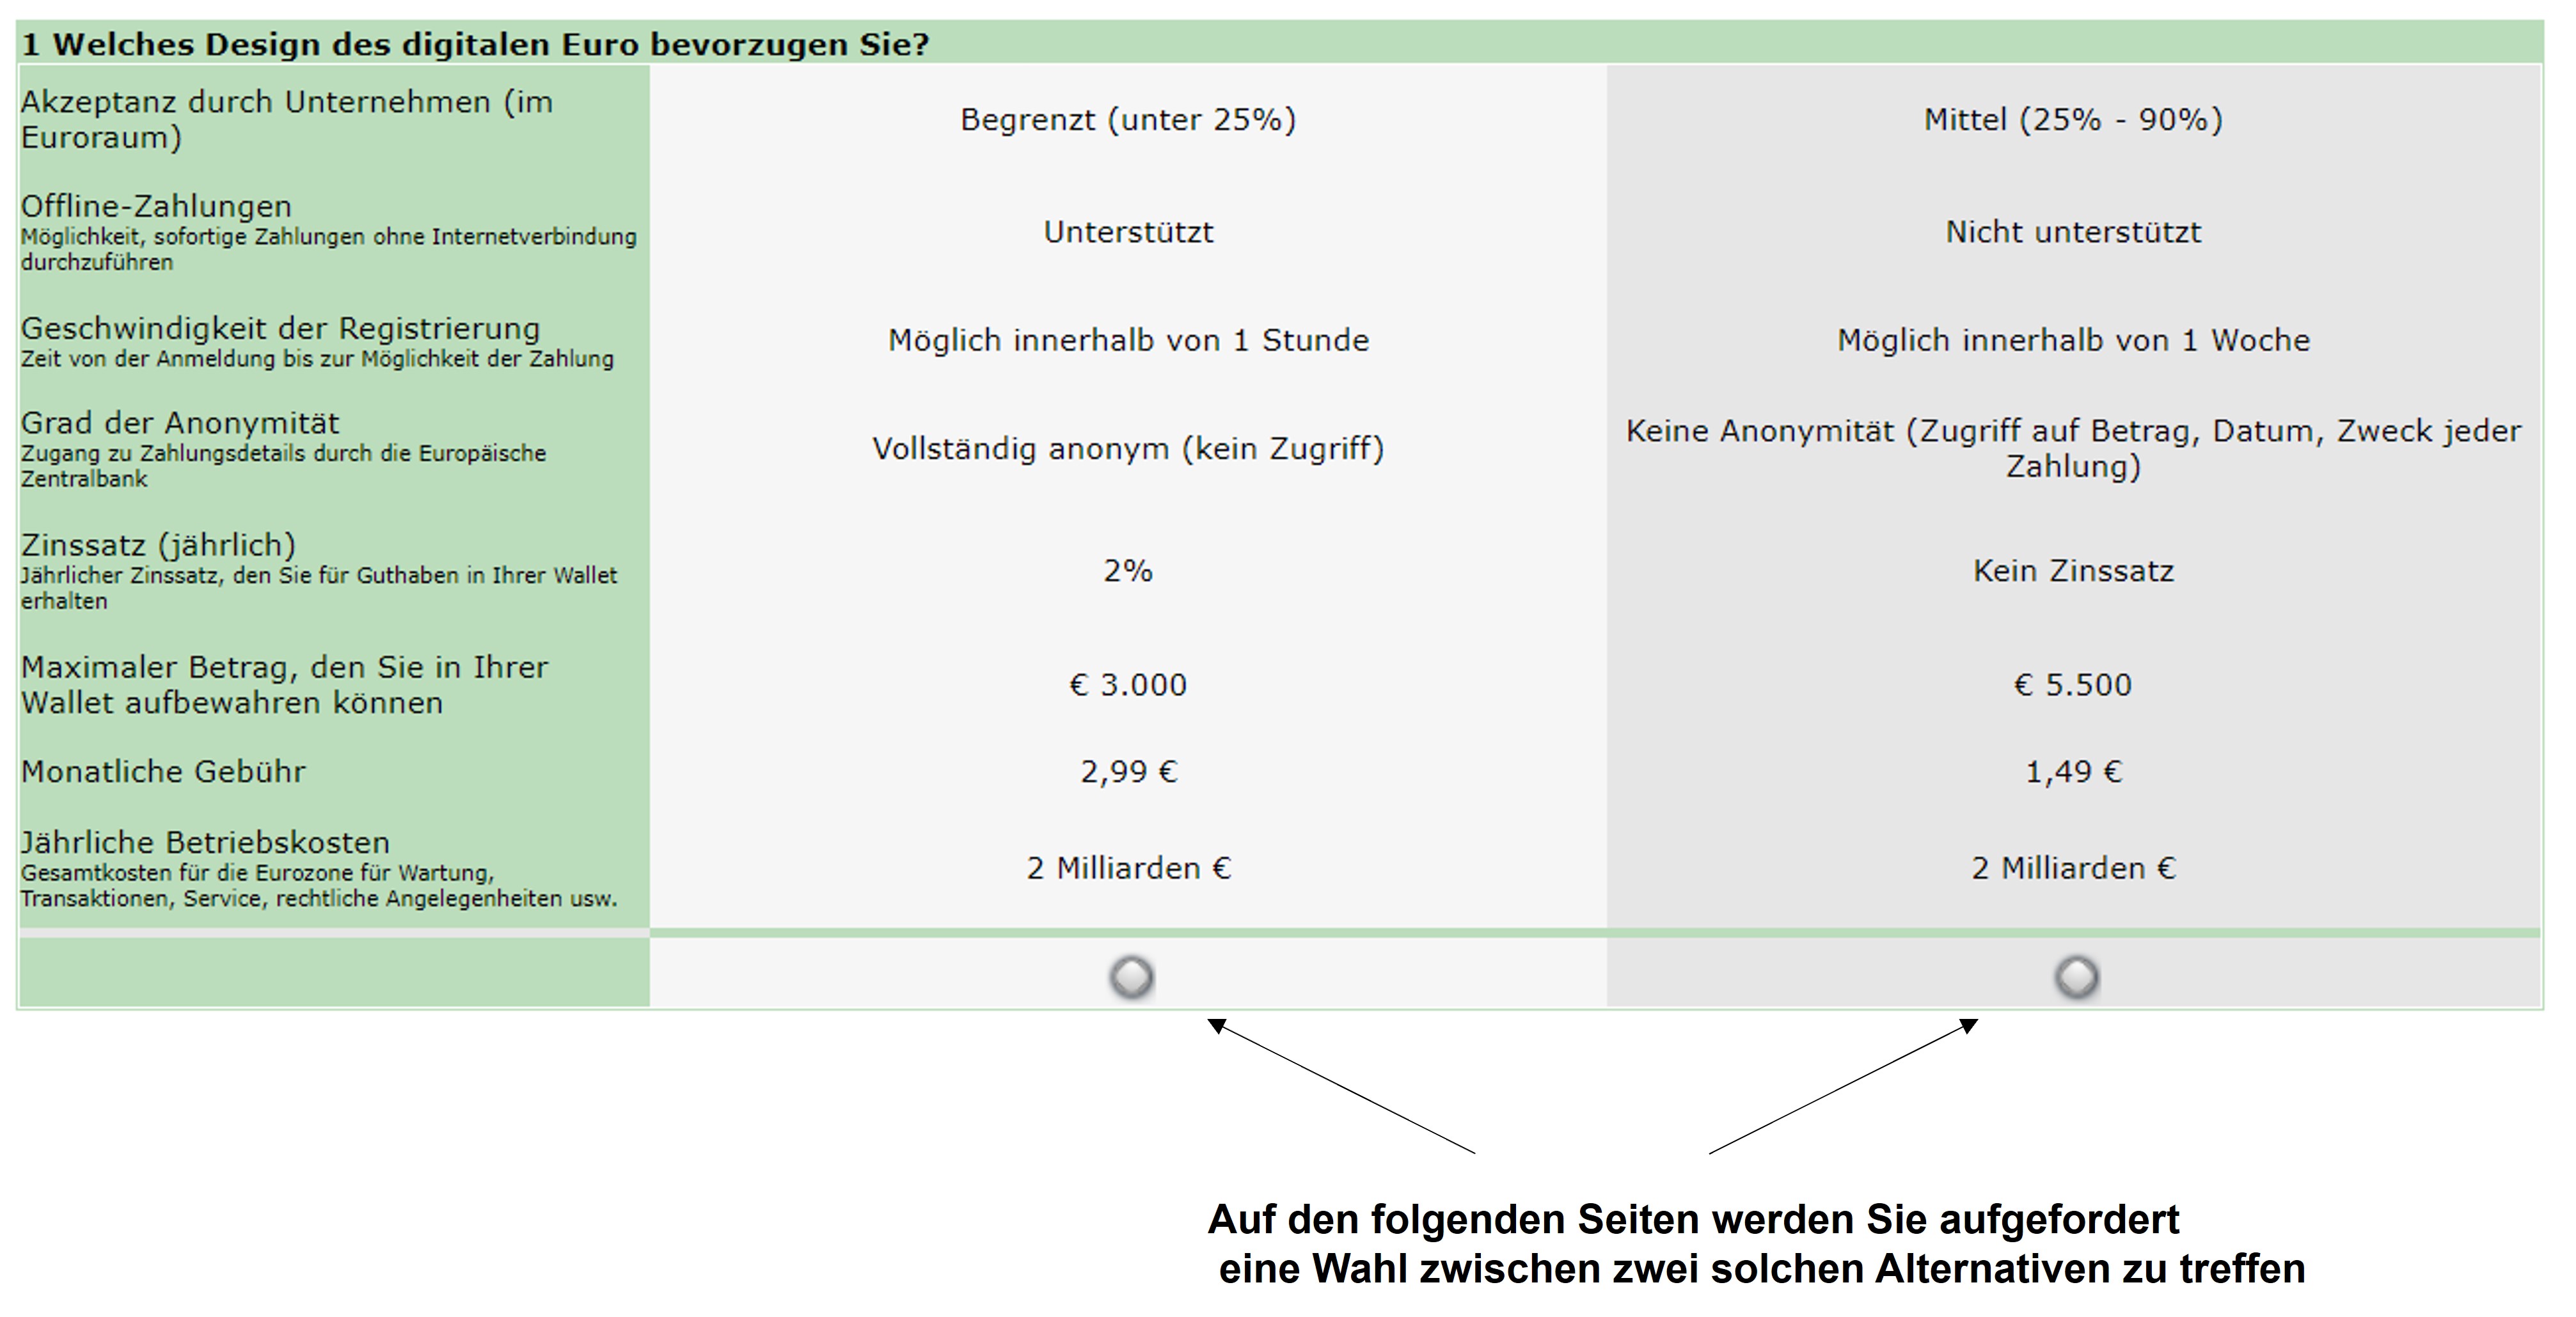 1 Welches Design des digitalen Euro bevorzugen Sie?
Akzeptanz durch Unternehmen (im
Euroraum)
Begrenzt (unter 25%)
Mittel (25% - 90%)
Offline-Zahlungen
Möglichkeit, sofortige Zahlungen ohne Internetverbindung
durchzuführen
Unterstützt
Nicht unterstützt
Geschwindigkeit der Registrierung
Zeit von der Anmeldung bis zur Möglichkeit der Zahlung
Möglich innerhalb von 1 Stunde
Möglich innerhalb von 1 Woche
Grad der Anonymität
Zugang zu Zahlungsdetails durch die Europäische
Zentralbank
Vollständig anonym (kein Zugriff)
Keine Anonymität (Zugriff auf Betrag, Datum, Zweck jeder
Zahlung)
Zinssatz (jährlich)
Jährlicher Zinssatz, den Sie für Guthaben in Ihrer Wallet
erhalten
2%
Kein Zinssatz
Maximaler Betrag, den Sie in Ihrer
Wallet aufbewahren können
€ 3.000
€ 5.500
Monatliche Gebühr
2,99 €
1,49 €
Jährliche Betriebskosten
Gesamtkosten für die Eurozone für Wartung,
Transaktionen, Service, rechtliche Angelegenheiten usw.
2 Milliarden €
2 Milliarden €
Auf den folgenden Seiten werden Sie aufgefordert
eine Wahl zwischen zwei solchen Alternativen zu treffen